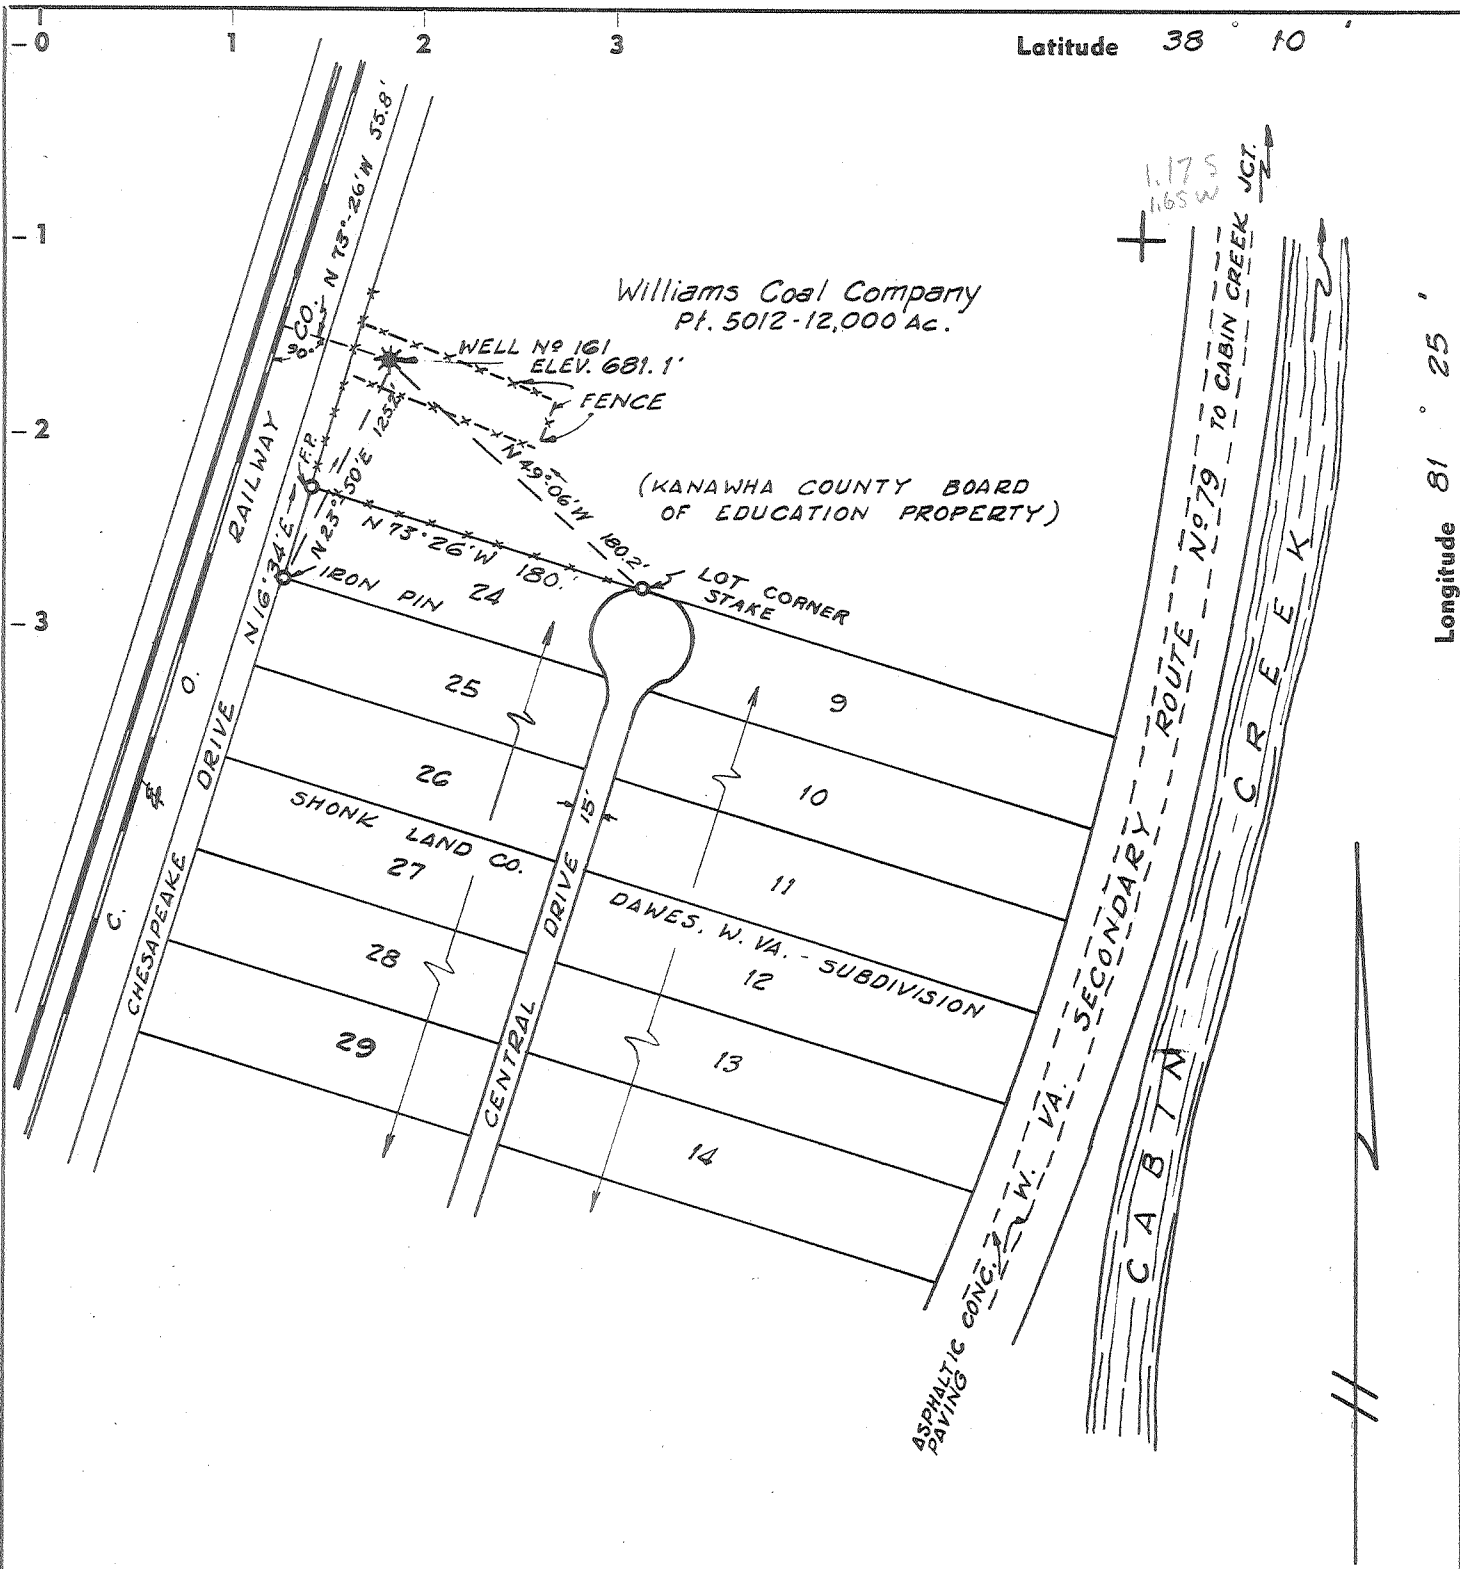 - 0
1
2
3
Latitude 38 ° 10 '
- 1
- 2
- 3
Longitude 81 ° 25 '
1.17 S
1.65 W
N 73°-26' W 55.8'
90°
Williams Coal Company
Pt. 5012-12,000 Ac.
WELL Nº 161
ELEV. 681.1'
FENCE
(KANAWHA COUNTY BOARD
OF EDUCATION PROPERTY)
F.P.
N 23°-50' E 125.2'
N 49°-06' W 180.2'
N 73°26' W 180.'
N 16°34' E
IRON PIN
LOT CORNER
STAKE
24
25
26
27
28
29
9
10
11
12
13
14
SHONK LAND CO.
DAWES, W. VA. - SUBDIVISION
C. & O. RAILWAY CO.
CHESAPEAKE DRIVE
CENTRAL DRIVE
15'
W. VA. SECONDARY ROUTE Nº 79 TO CABIN CREEK JCT.
ASPHALTIC CONC.
PAVING
CABIN CREEK